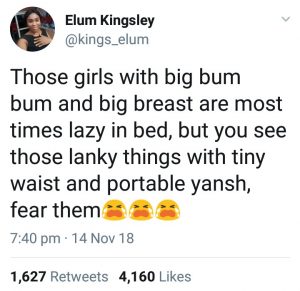 Elum Kingsley
@kings_elum
Those girls with big bum
bum and big breast are most
times lazy in bed, but you see
those lanky things with tiny
waist and portable yansh,
fear them😭😭😭
7:40 pm · 14 Nov 18
1,627 Retweets 4,160 Likes